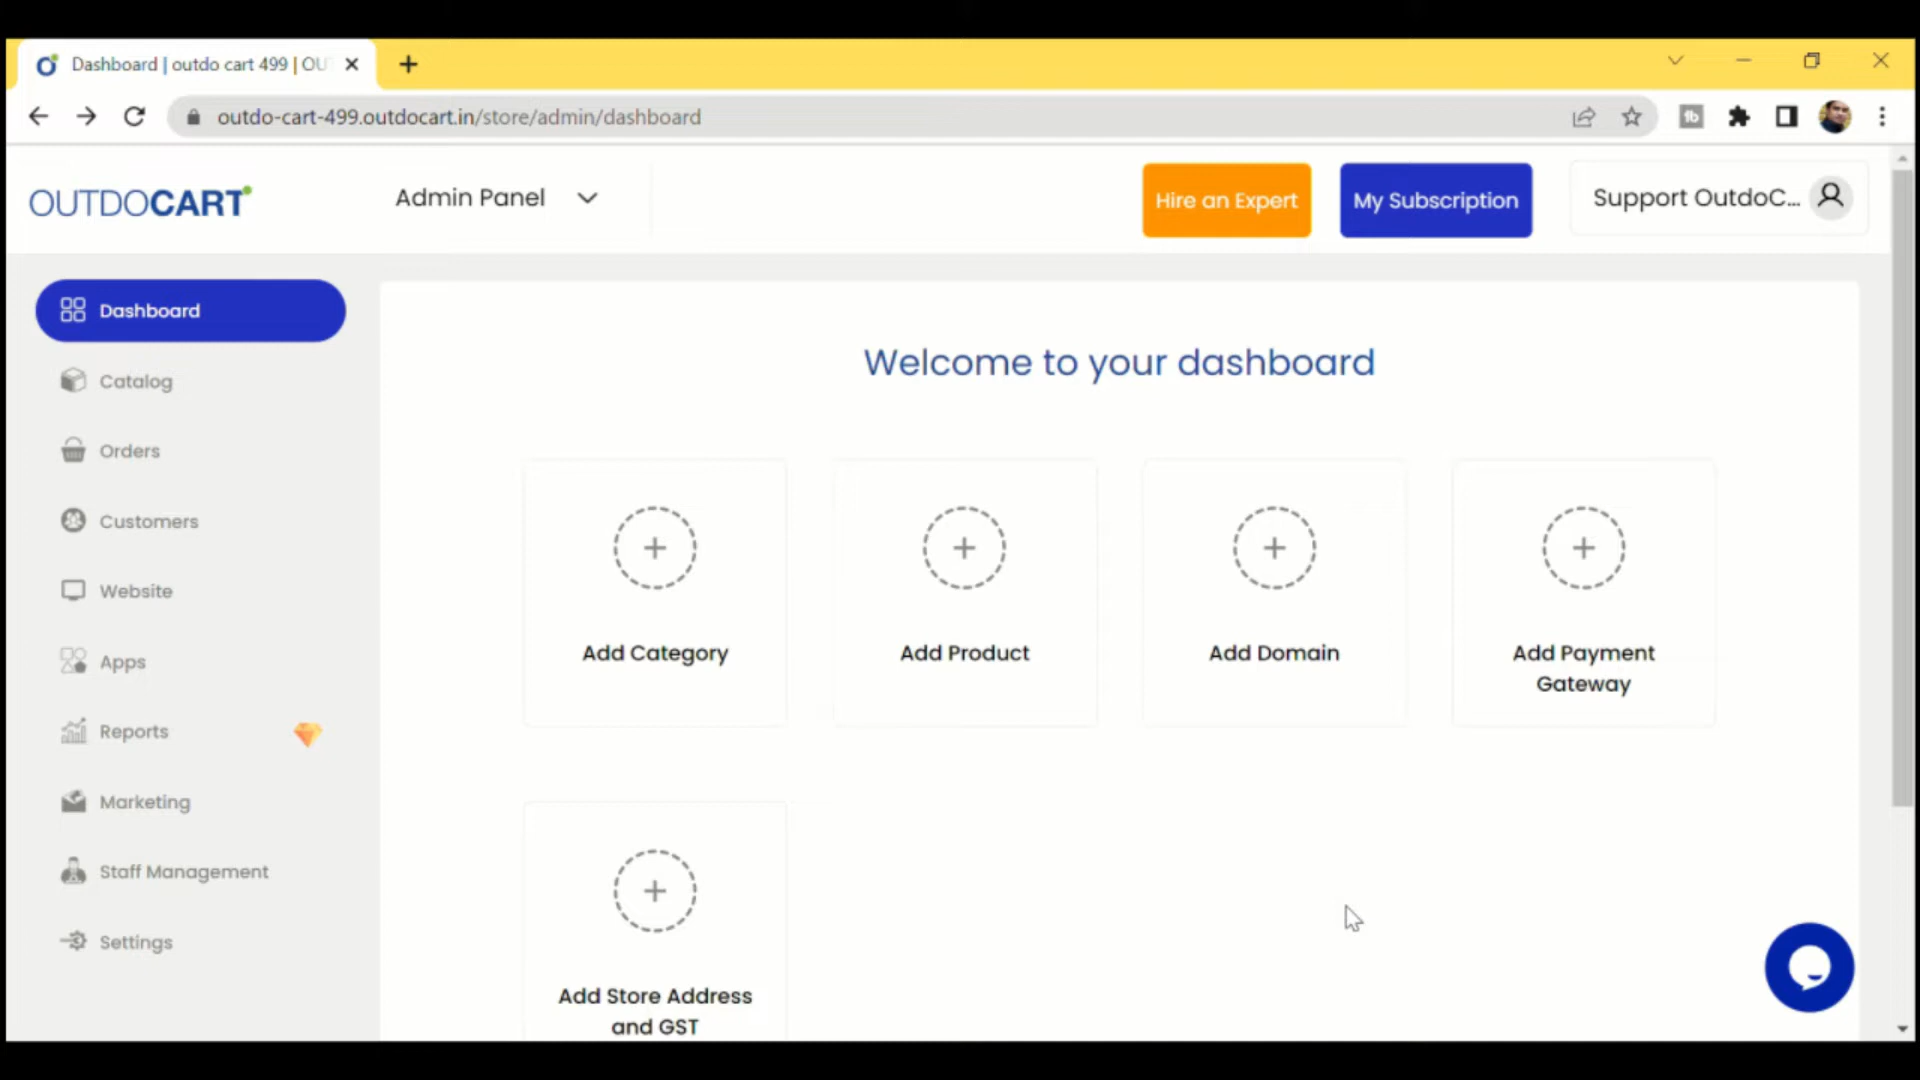 Dashboard | outdo cart 499 | OU
outdo-cart-499.outdocart.in/store/admin/dashboard
OUTDOCART
Admin Panel
Hire an Expert
My Subscription
Support OutdoC...
Dashboard
Catalog
Orders
Customers
Website
Apps
Reports
Marketing
Staff Management
Settings
Welcome to your dashboard
Add Category
Add Product
Add Domain
Add Payment
Gateway
Add Store Address
and GST